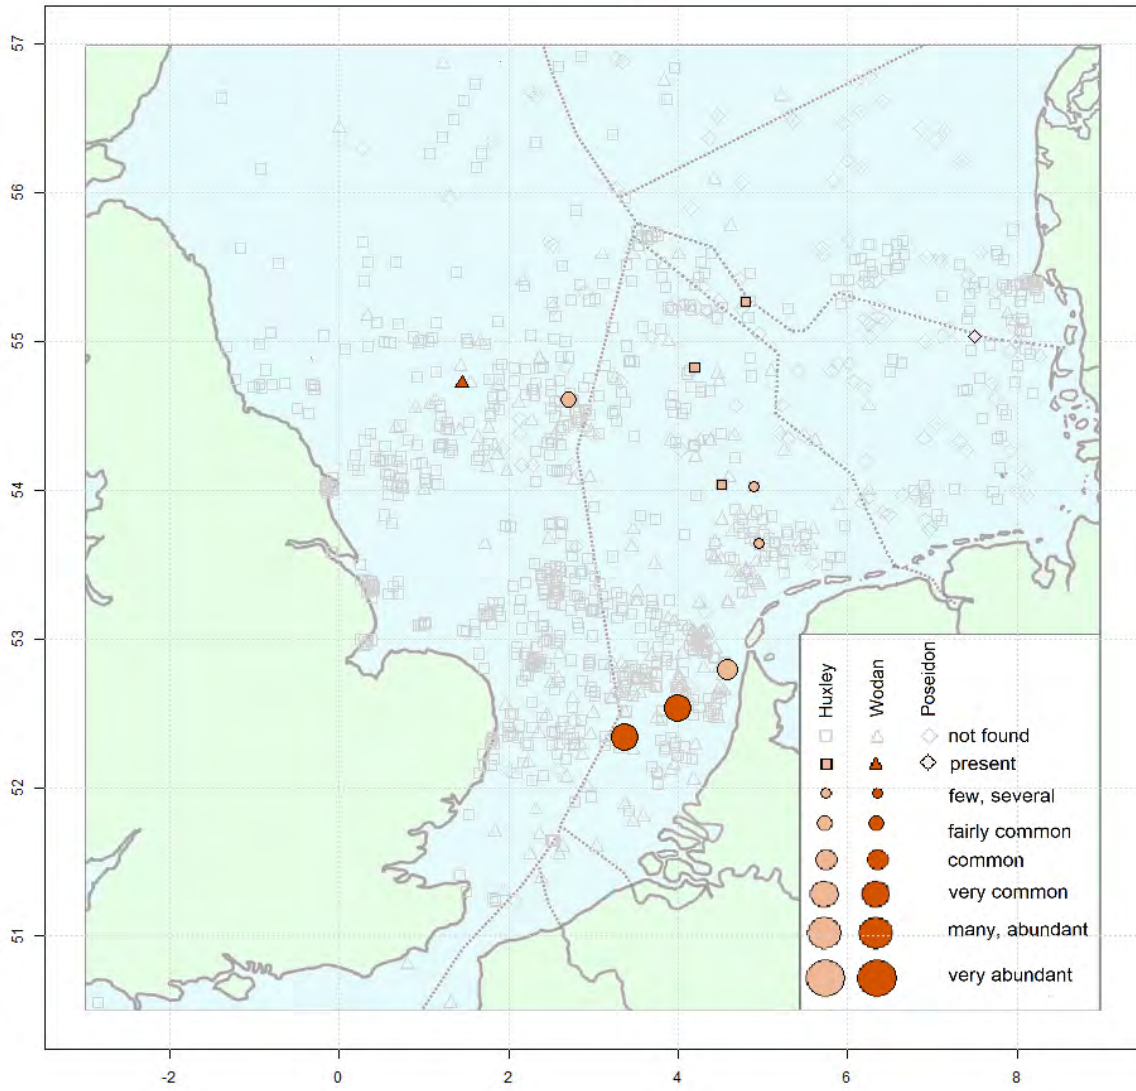 57
56
55
54
53
52
51
Huxley
Wodan
Poseidon
not found
present
few, several
fairly common
common
very common
many, abundant
very abundant
-2
0
2
4
6
8